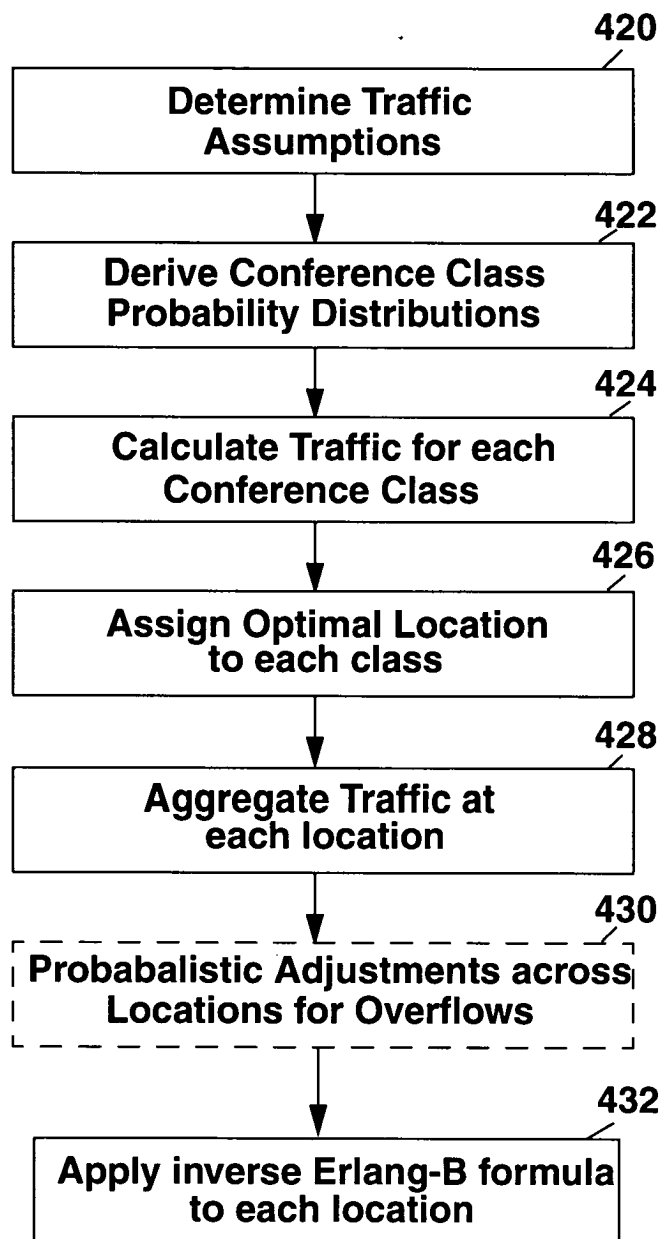 420
Determine Traffic
Assumptions
422
Derive Conference Class
Probability Distributions
424
Calculate Traffic for each
Conference Class
426
Assign Optimal Location
to each class
428
Aggregate Traffic at
each location
430
Probabalistic Adjustments across
Locations for Overflows
432
Apply inverse Erlang-B formula
to each location